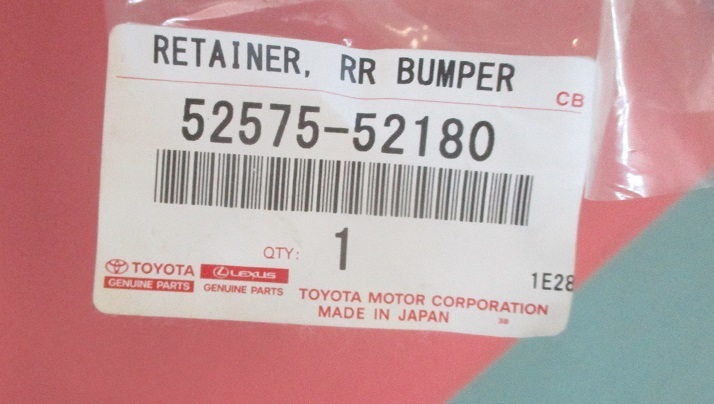 RETAINER, RR BUMPER
CB
52575-52180
QTY: 1
1E28
TOYOTA LEXUS
GENUINE PARTS GENUINE PARTS
TOYOTA MOTOR CORPORATION
MADE IN JAPAN 38